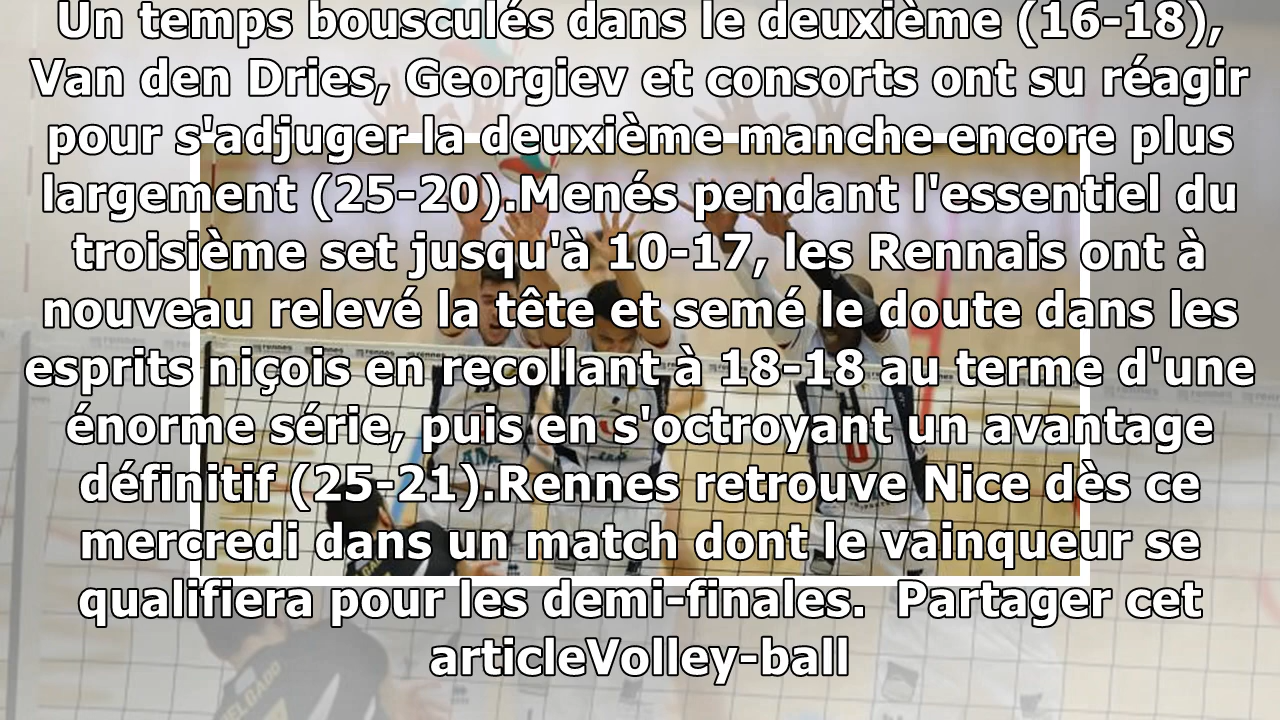 Un temps bousculés dans le deuxième (16-18),
Van den Dries, Georgiev et consorts ont su réagir
pour s'adjuger la deuxième manche encore plus
largement (25-20).Menés pendant l'essentiel du
troisième set jusqu'à 10-17, les Rennais ont à
nouveau relevé la tête et semé le doute dans les
esprits niçois en recollant à 18-18 au terme d'une
énorme série, puis en s'octroyant un avantage
définitif (25-21).Rennes retrouve Nice dès ce
mercredi dans un match dont le vainqueur se
qualifiera pour les demi-finales.  Partager cet
articleVolley-ball